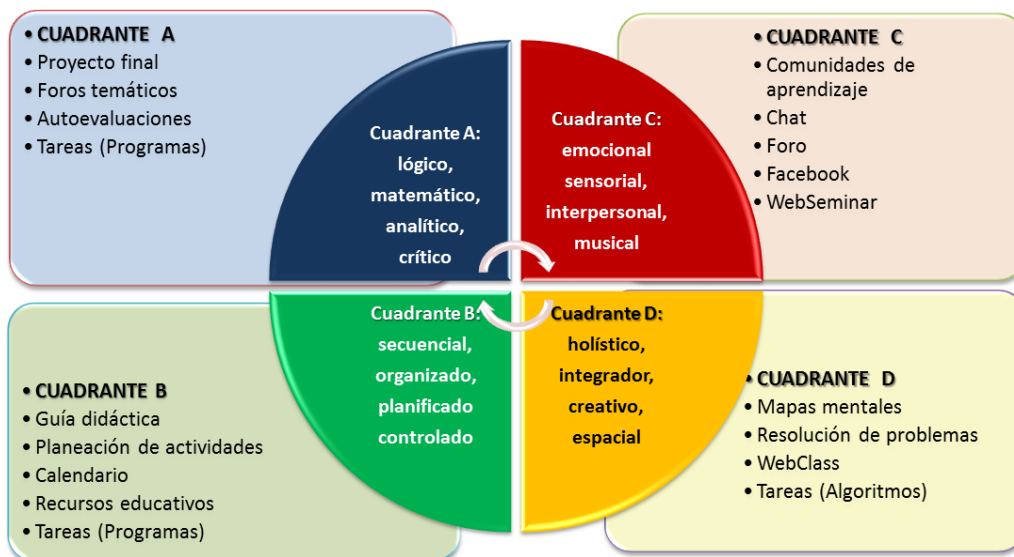 • CUADRANTE A
• Proyecto final
• Foros temáticos
• Autoevaluaciones
• Tareas (Programas)
Cuadrante A:
lógico,
matemático,
analítico,
crítico
Cuadrante C:
emocional
sensorial,
interpersonal,
musical
• CUADRANTE C
• Comunidades de
aprendizaje
• Chat
• Foro
• Facebook
• WebSeminar
• CUADRANTE B
• Guía didáctica
• Planeación de actividades
• Calendario
• Recursos educativos
• Tareas (Programas)
Cuadrante B:
secuencial,
organizado,
planificado
controlado
Cuadrante D:
holístico,
integrador,
creativo,
espacial
• CUADRANTE D
• Mapas mentales
• Resolución de problemas
• WebClass
• Tareas (Algoritmos)